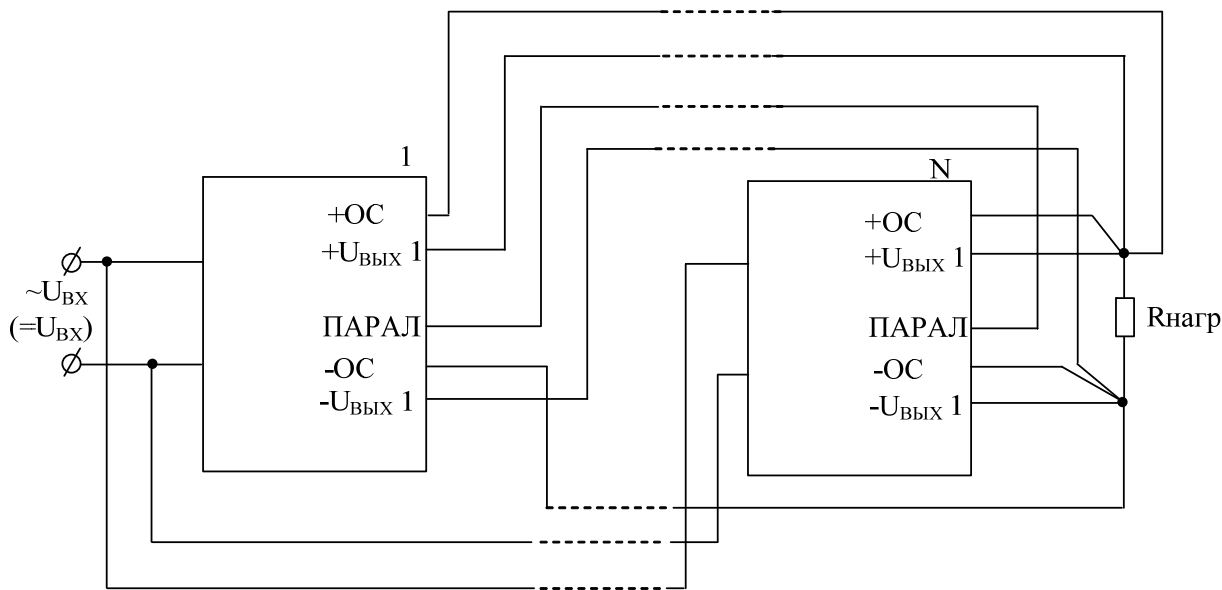 1
+ОС
+UВЫХ 1
ПАРАЛ
-ОС
-UВЫХ 1
~UВХ
(=UВХ)
N
+ОС
+UВЫХ 1
ПАРАЛ
-ОС
-UВЫХ 1
Rнагр